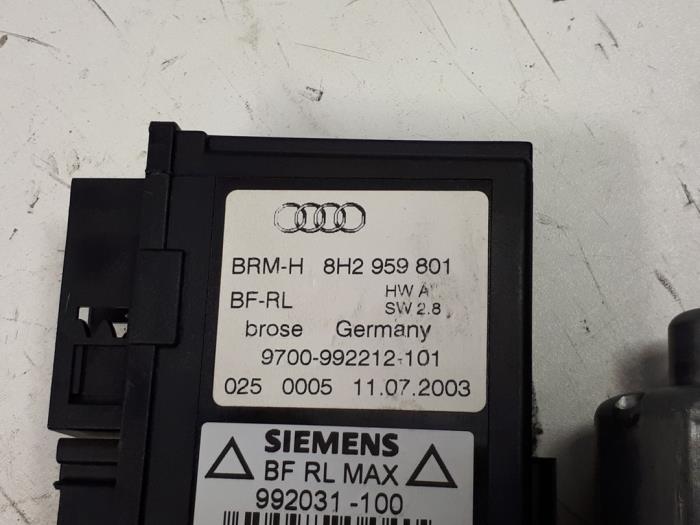 BRM-H 8H2 959 801
BF-RL HW A
SW 2.8
brose Germany
9700-992212-101
025 0005 11.07.2003
SIEMENS
BF RL MAX
992031-100